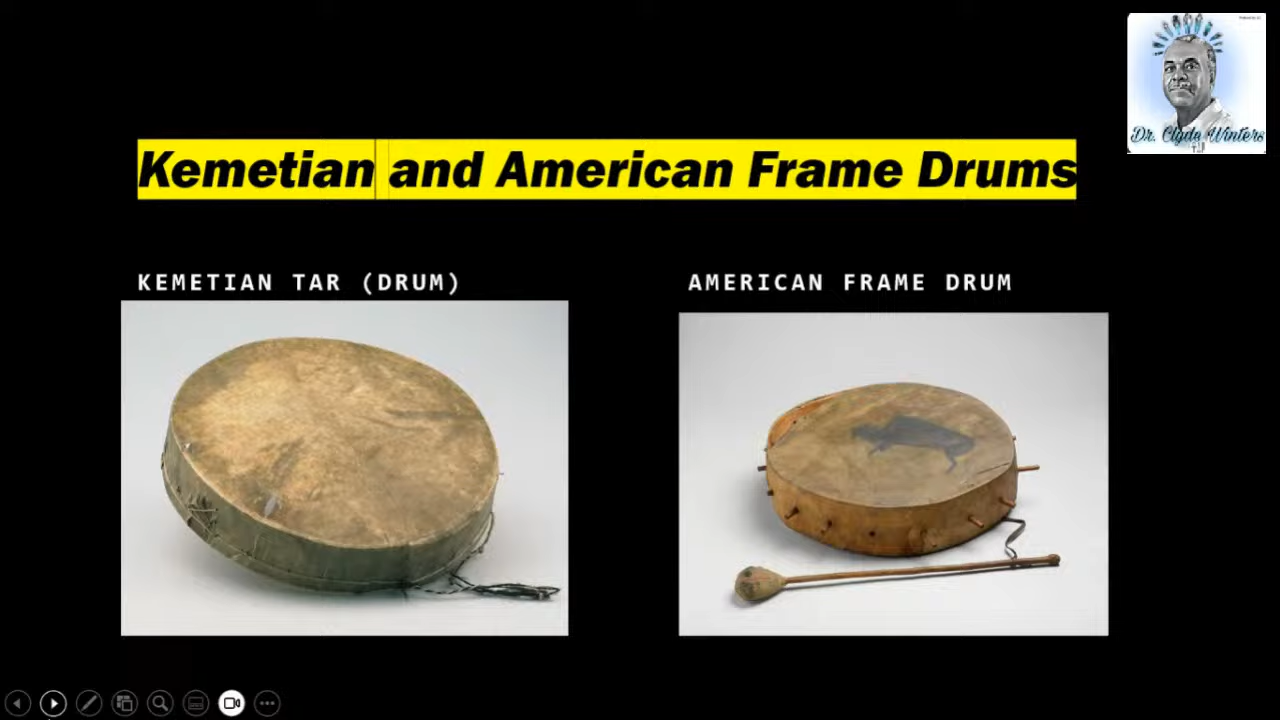 Dr. Clyde Winters
Kemetian and American Frame Drums
KEMETIAN TAR (DRUM)
AMERICAN FRAME DRUM